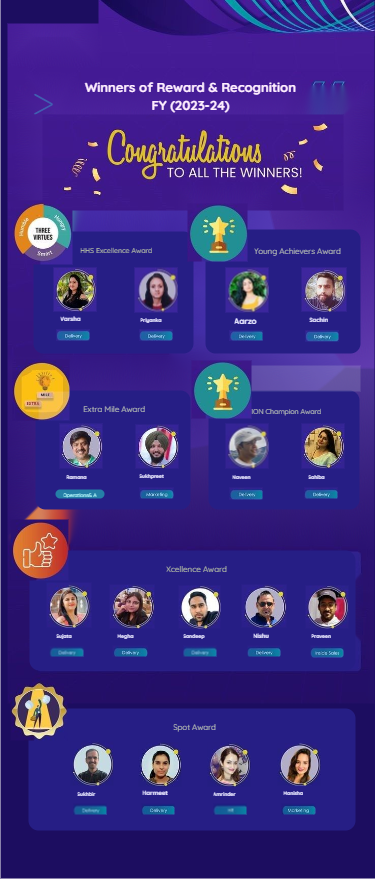 Winners of Reward & Recognition
FY (2023-24)
Congratulations
TO ALL THE WINNERS!
Humble
Hungry
THREE
VIRTUES
Smart
HHS Excellence Award
Young Achievers Award
Varsha
Priyanka
Aarzo
Sachin
Delivery
Delivery
Delivery
Delivery
EXTRA
MILE
Extra Mile Award
ION Champion Award
Ramana
Sukhpreet
Naveen
Sahiba
Operational
Marketing
Delivery
Delivery
Xcellence Award
Sujata
Megha
Sandeep
Nishu
Praveen
Delivery
Delivery
Delivery
Delivery
Inside Sales
Spot Award
Sukhbir
Harmeet
Amrinder
Manisha
Delivery
Delivery
HR
Marketing